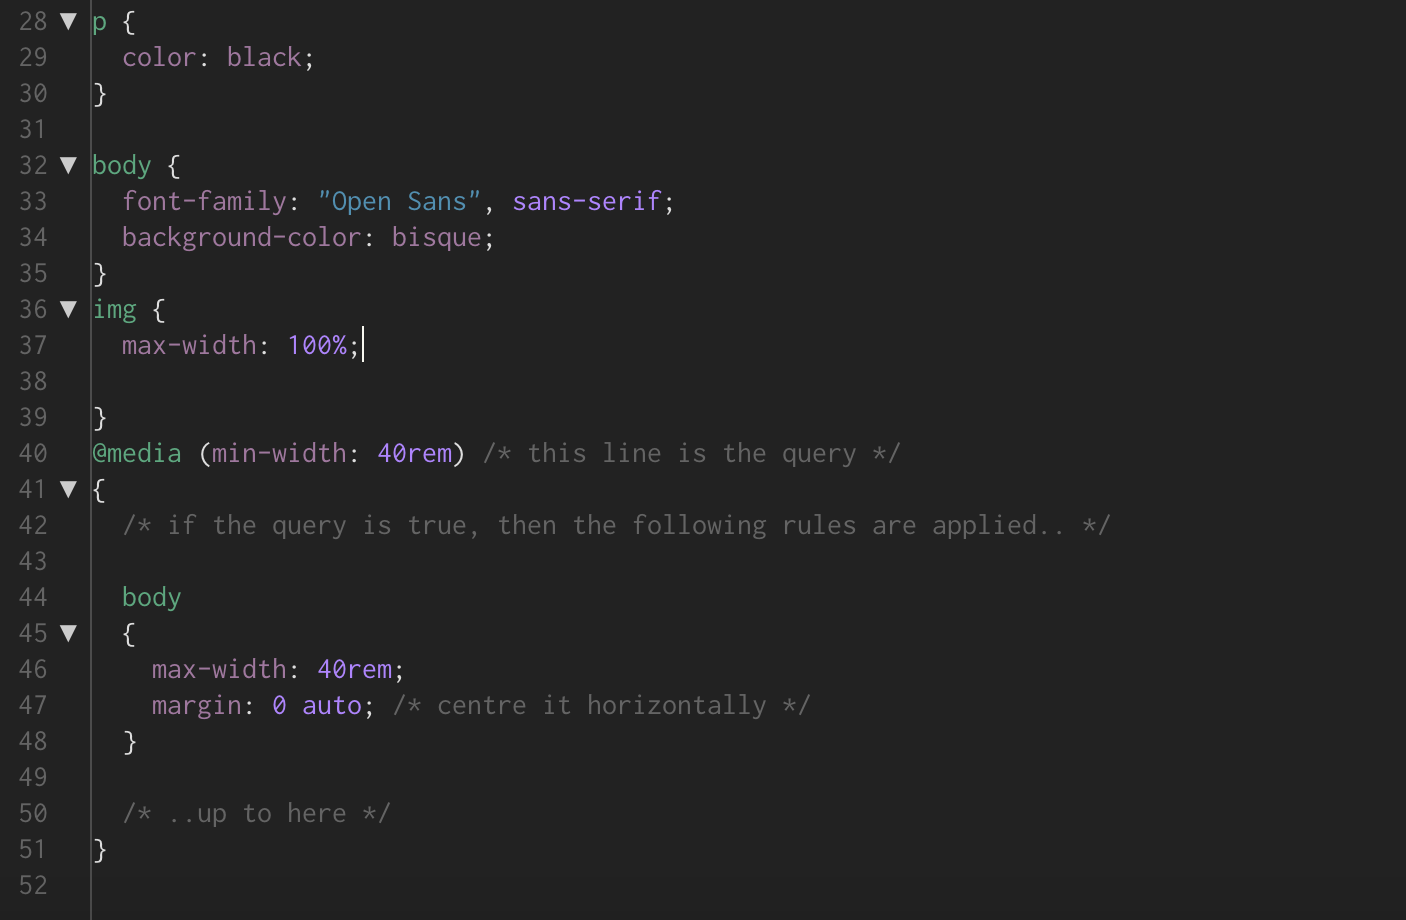 28 ▼ p {
29 color: black;
30 }
31
32 ▼ body {
33 font-family: "Open Sans", sans-serif;
34 background-color: bisque;
35 }
36 ▼ img {
37 max-width: 100%;
38
39 }
40 @media (min-width: 40rem) /* this line is the query */
41 ▼ {
42 /* if the query is true, then the following rules are applied.. */
43
44 body
45 ▼ {
46 max-width: 40rem;
47 margin: 0 auto; /* centre it horizontally */
48 }
49
50 /* ..up to here */
51 }
52